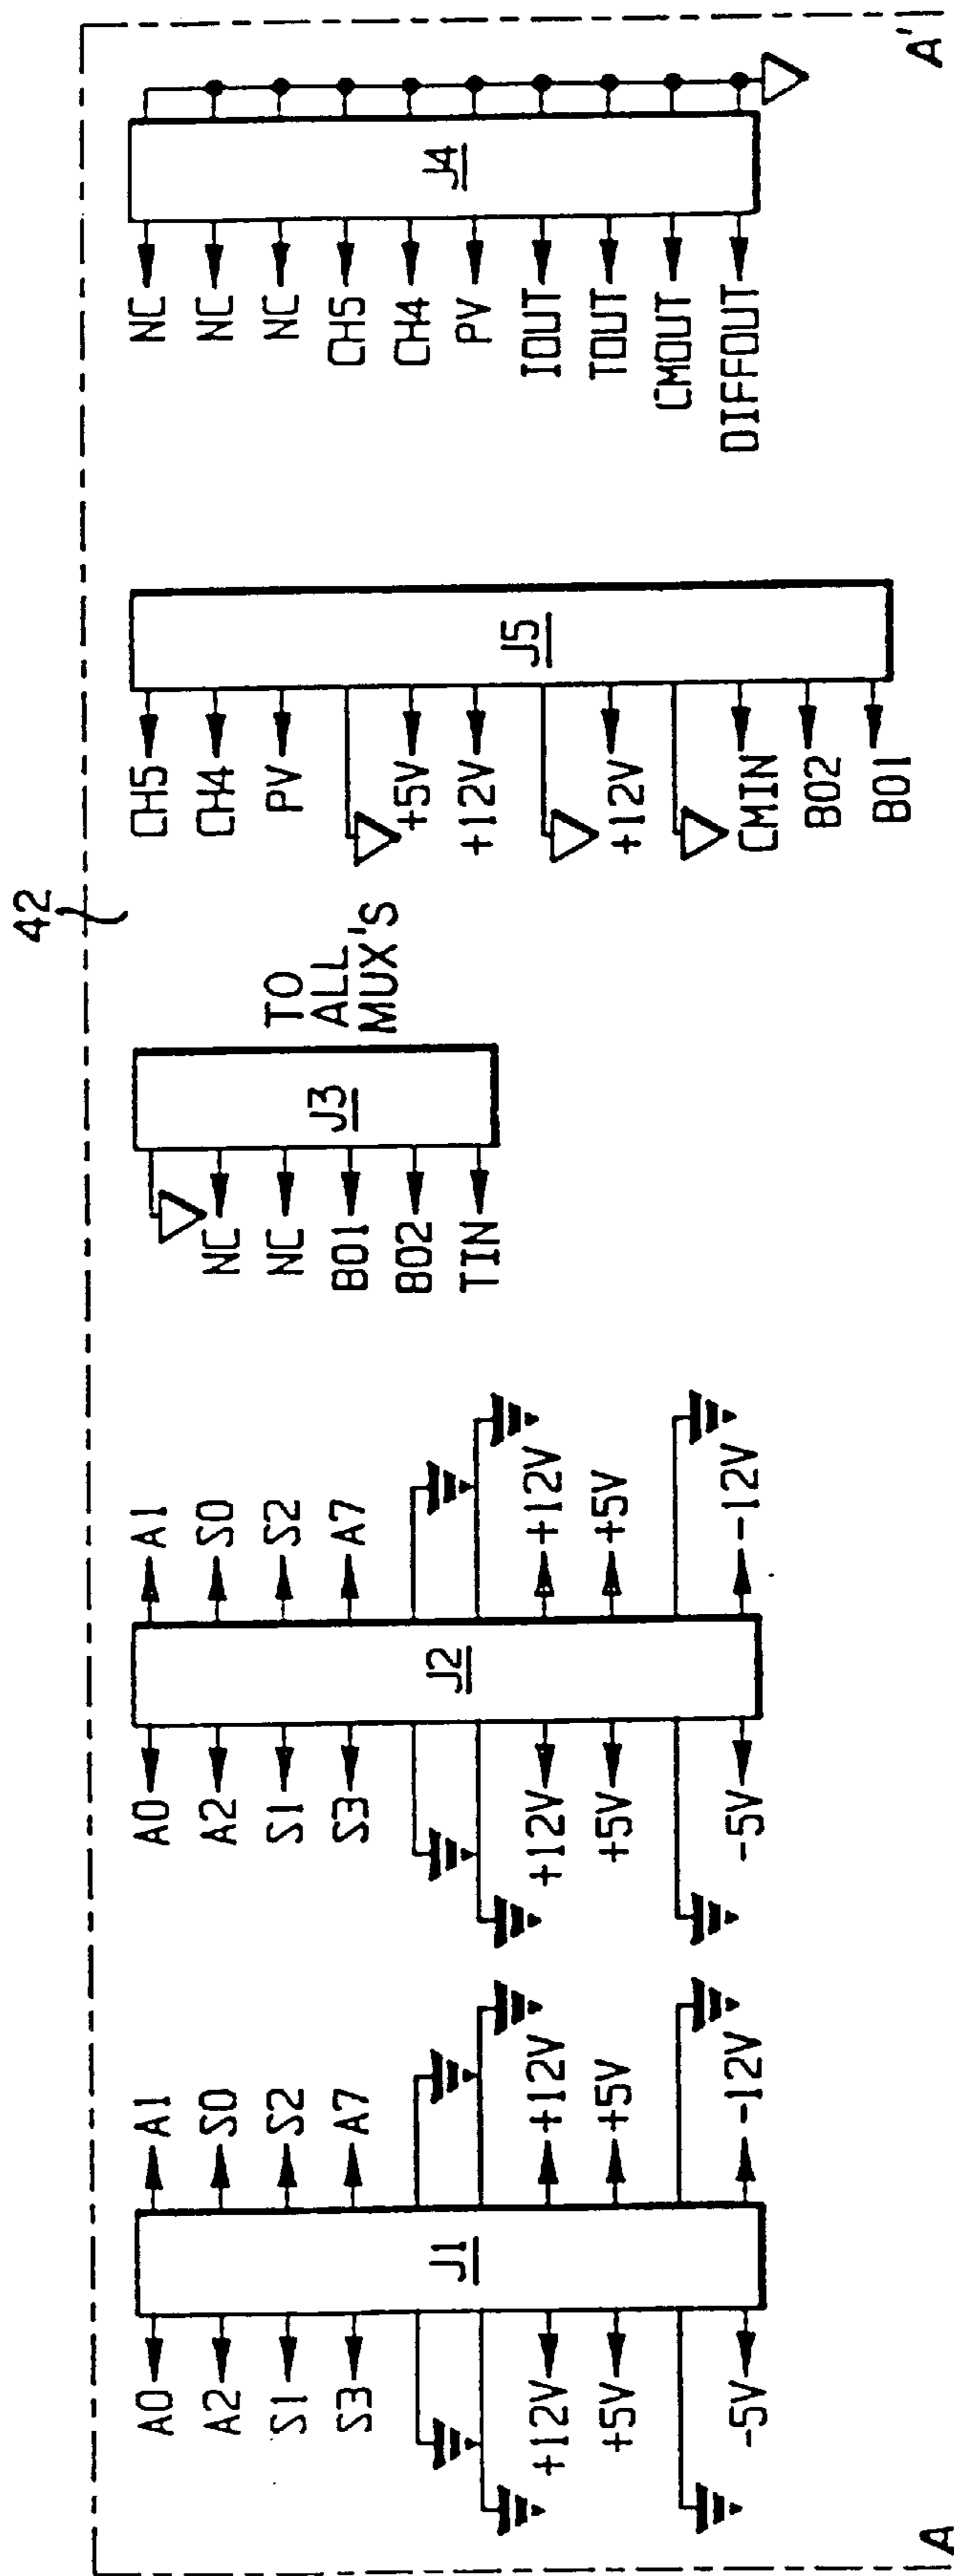 42
A0
A2
S1
S3
+12V
+5V
-5V
J1
A1
S0
S2
A7
+12V
+5V
-12V
A0
A2
S1
S3
+12V
+5V
-5V
J2
A1
S0
S2
A7
+12V
+5V
-12V
NC
NC
B01
B02
TIN
J3
TO
ALL
MUX'S
CH5
CH4
PV
+5V
+12V
+12V
CMIN
B02
B01
J5
NC
NC
NC
CH5
CH4
PV
IOUT
TOUT
CMOUT
DIFFOUT
J4
A
A'